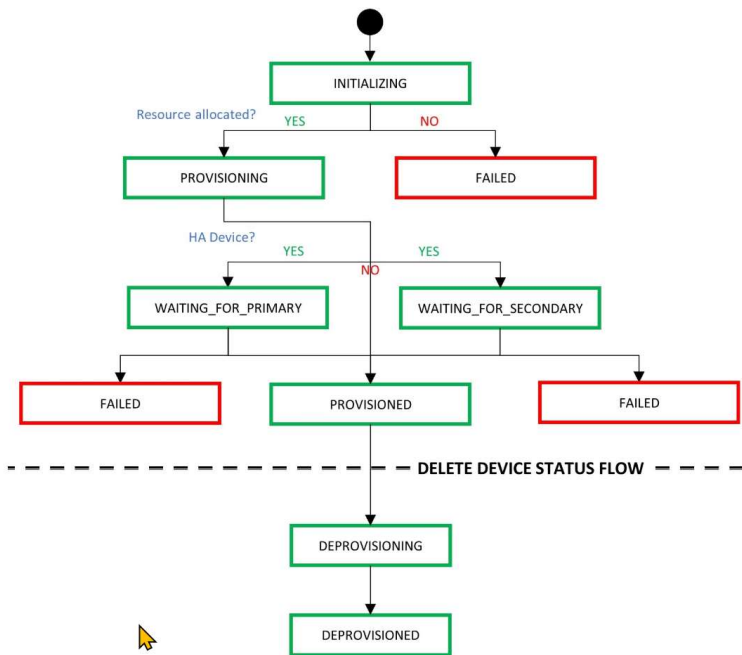 INITIALIZING
Resource allocated?
YES
NO
PROVISIONING
FAILED
HA Device?
YES
YES
NO
WAITING_FOR_PRIMARY
WAITING_FOR_SECONDARY
FAILED
PROVISIONED
FAILED
DELETE DEVICE STATUS FLOW
DEPROVISIONING
DEPROVISIONED